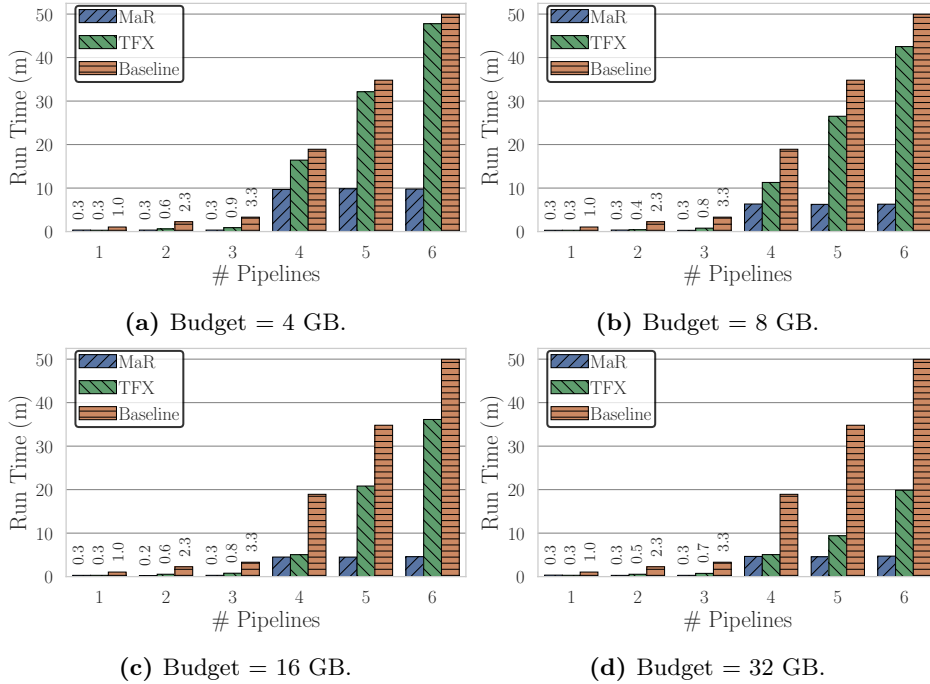 50
40
30
20
10
0
Run Time (m)
MaR
TFX
Baseline
0.3
0.3
1.0
0.3
0.6
2.3
0.3
0.9
3.3
1 2 3 4 5 6
# Pipelines
(a) Budget = 4 GB.
50
40
30
20
10
0
Run Time (m)
MaR
TFX
Baseline
0.3
0.3
1.0
0.3
0.4
2.3
0.3
0.8
3.3
1 2 3 4 5 6
# Pipelines
(b) Budget = 8 GB.
50
40
30
20
10
0
Run Time (m)
MaR
TFX
Baseline
0.3
0.3
1.0
0.2
0.6
2.3
0.3
0.8
3.3
1 2 3 4 5 6
# Pipelines
(c) Budget = 16 GB.
50
40
30
20
10
0
Run Time (m)
MaR
TFX
Baseline
0.3
0.3
1.0
0.3
0.5
2.3
0.3
0.7
3.3
1 2 3 4 5 6
# Pipelines
(d) Budget = 32 GB.